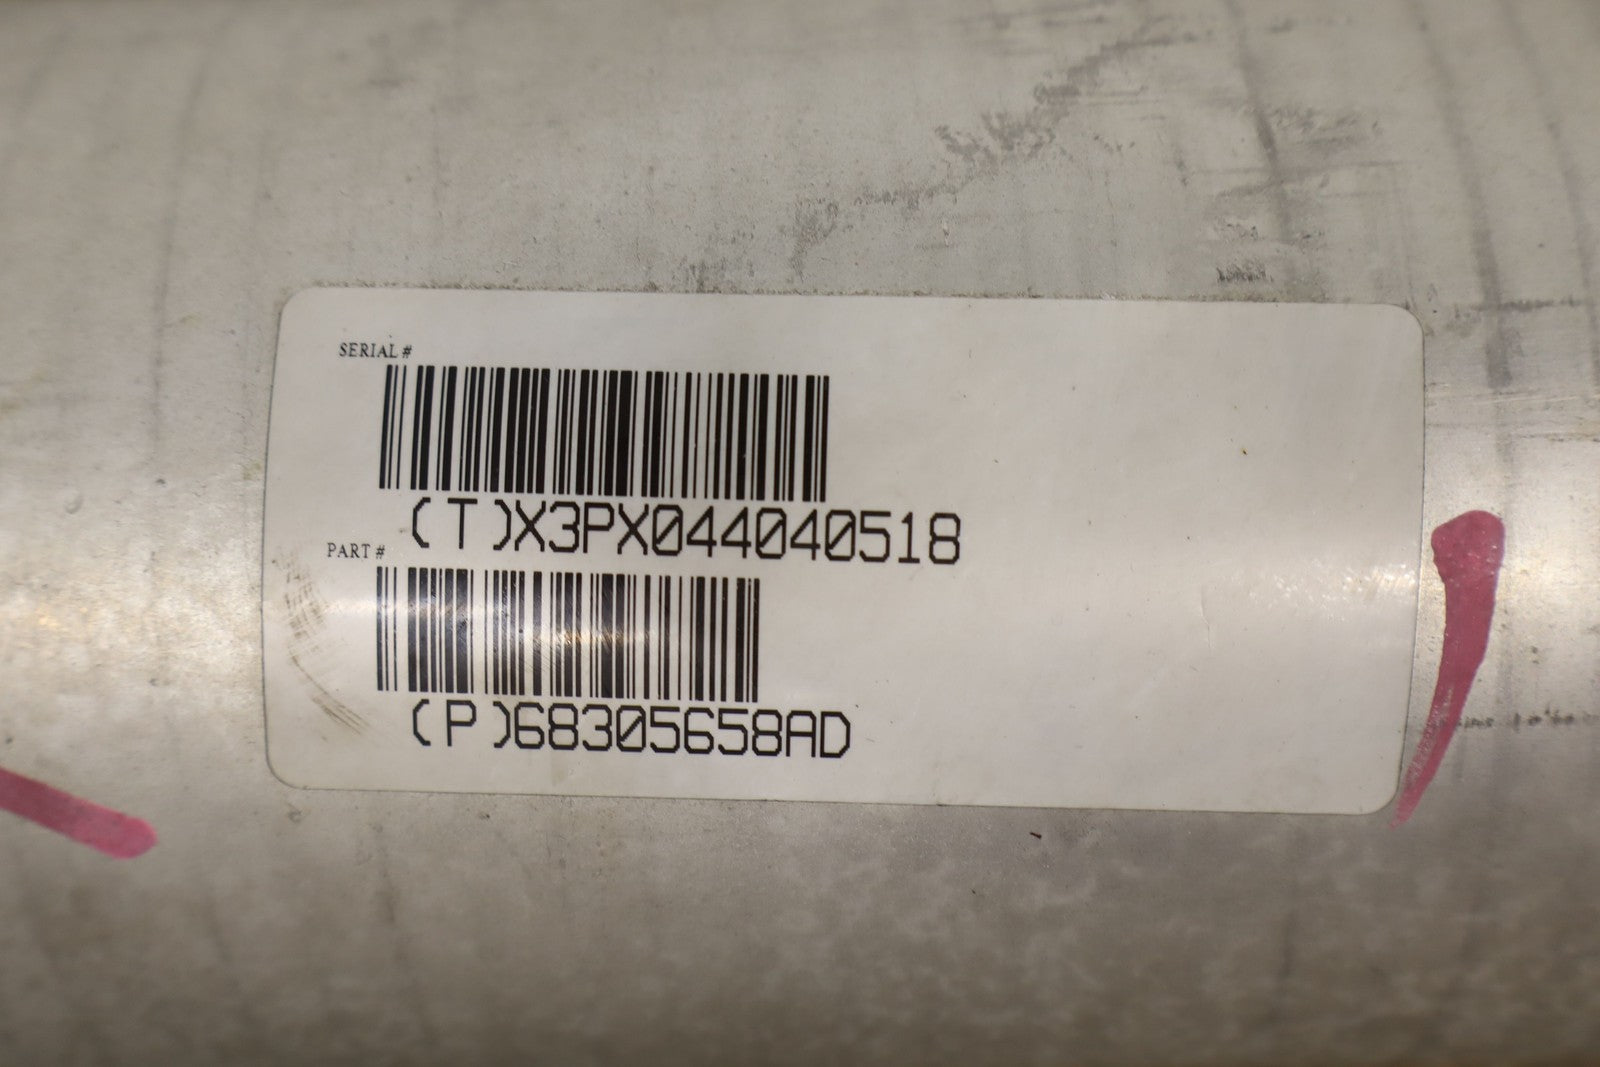 SERIAL #
(T)X3PX044040518
PART #
(P)68305658AD